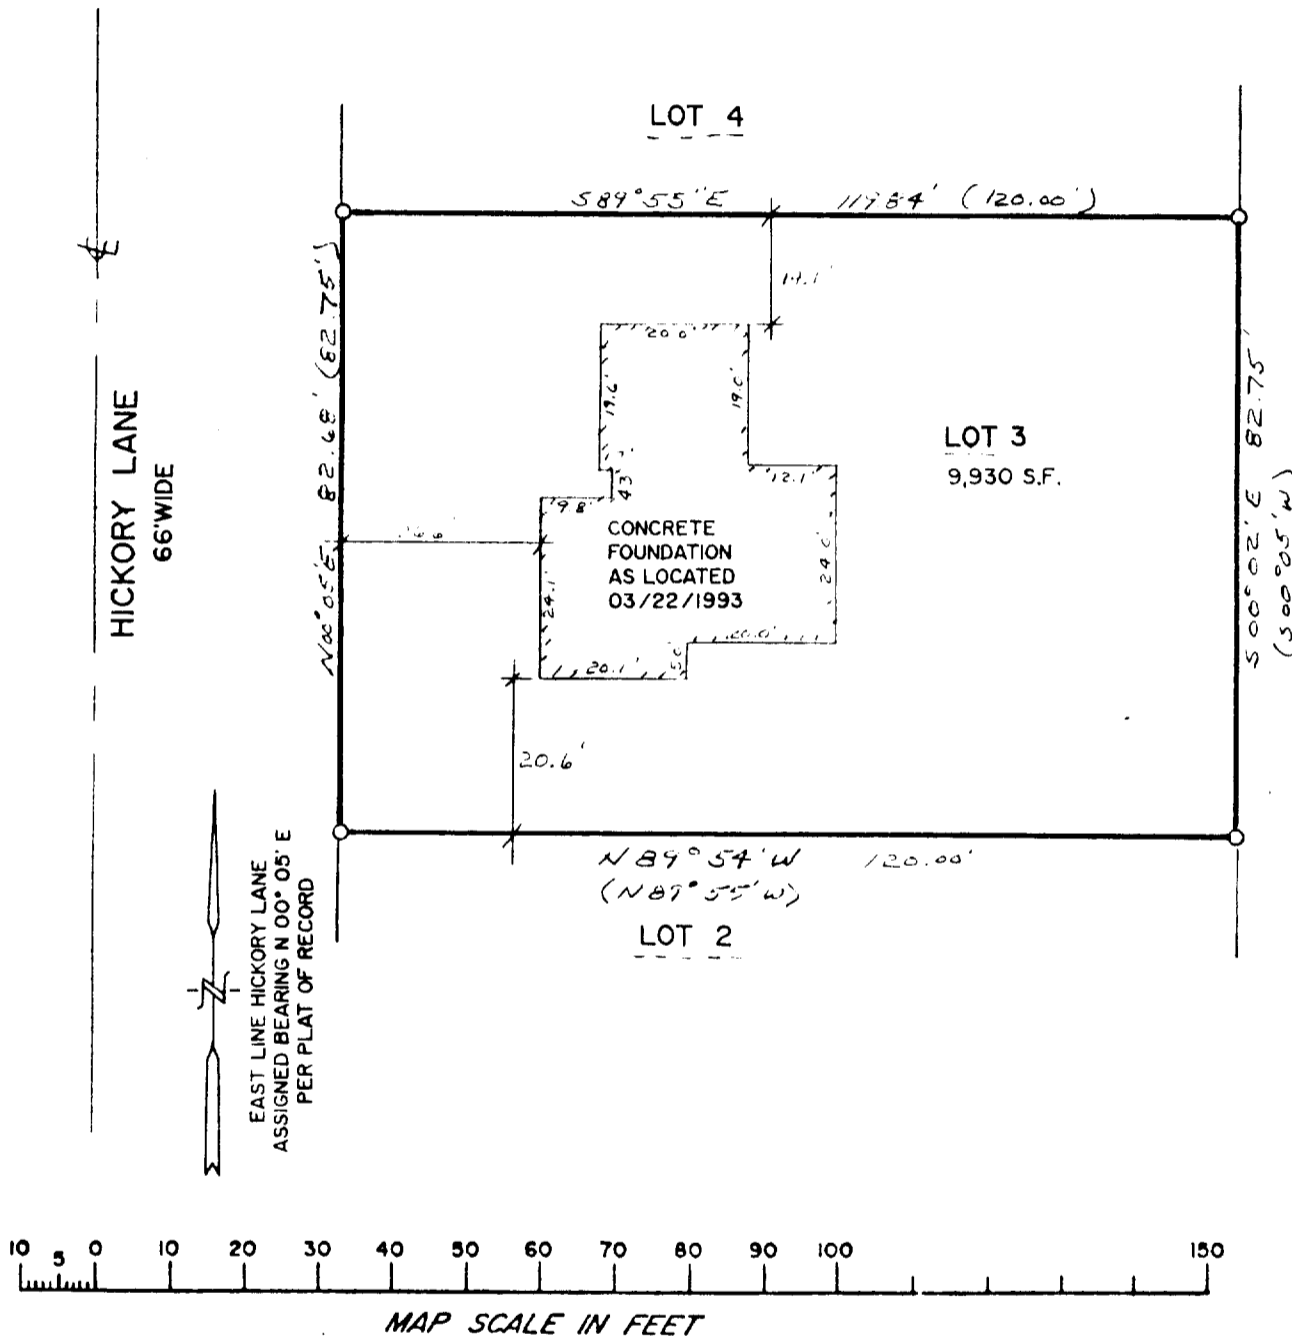 LOT 4
S89°55"E 119.84' (120.00')
14.1'
HICKORY LANE
66'WIDE
N00°05'E 82.68' (82.75')
20.0'
19.6'
19.0'
4.3'
12.1'
9.8'
LOT 3
9,930 S.F.
CONCRETE
FOUNDATION
AS LOCATED
03/22/1993
24.1'
24.0'
20.0'
5.0'
20.1'
20.6'
S00°02'E 82.75'
(S00°05'W)
N89°54'W 120.00'
(N89°55'W)
LOT 2
EAST LINE HICKORY LANE
ASSIGNED BEARING N 00° 05' E
PER PLAT OF RECORD
N
10 5 0 10 20 30 40 50 60 70 80 90 100 150
MAP SCALE IN FEET